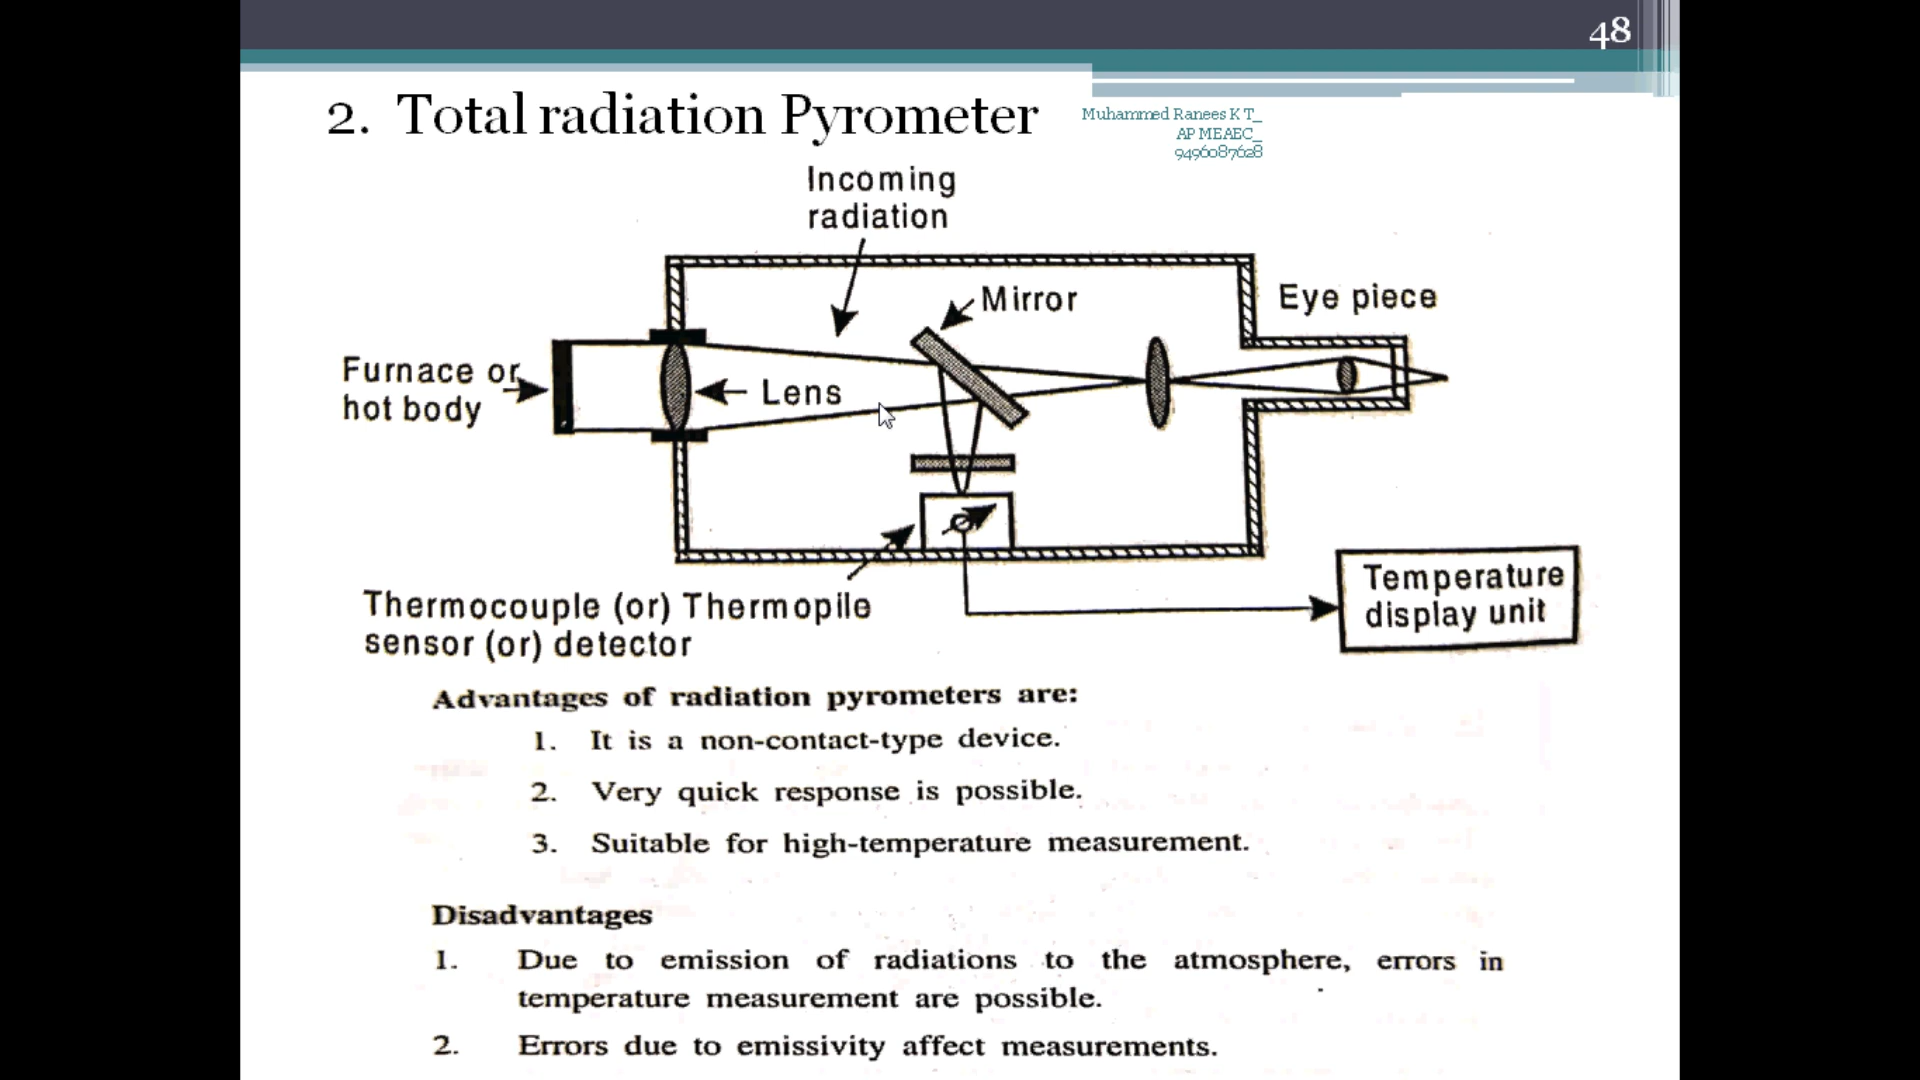 48
2. Total radiation Pyrometer
Muhammed Ranees K T_
AP MEAEC_
9496087628
Incoming
radiation
Mirror
Eye piece
Furnace or
hot body
Lens
Thermocouple (or) Thermopile
sensor (or) detector
Temperature
display unit
Advantages of radiation pyrometers are:
1. It is a non-contact-type device.
2. Very quick response is possible.
3. Suitable for high-temperature measurement.
Disadvantages
1. Due to emission of radiations to the atmosphere, errors in
temperature measurement are possible.
2. Errors due to emissivity affect measurements.